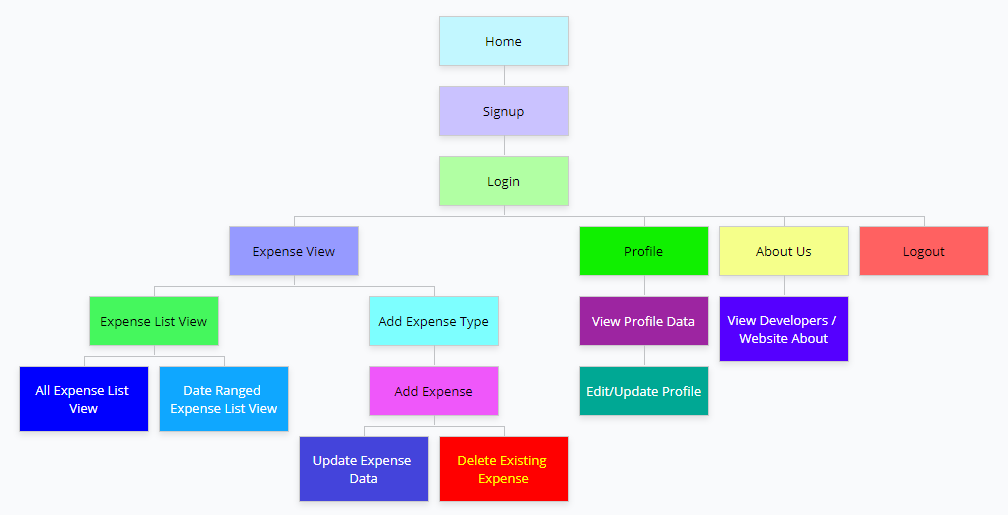 Home
Signup
Login
Expense View
Profile
About Us
Logout
Expense List View
Add Expense Type
View Profile Data
View Developers /
Website About
All Expense List
View
Date Ranged
Expense List View
Add Expense
Edit/Update Profile
Update Expense
Data
Delete Existing
Expense